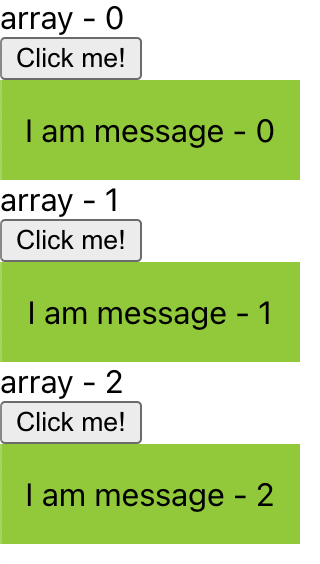 array - 0
Click me!
I am message - 0
array - 1
Click me!
I am message - 1
array - 2
Click me!
I am message - 2